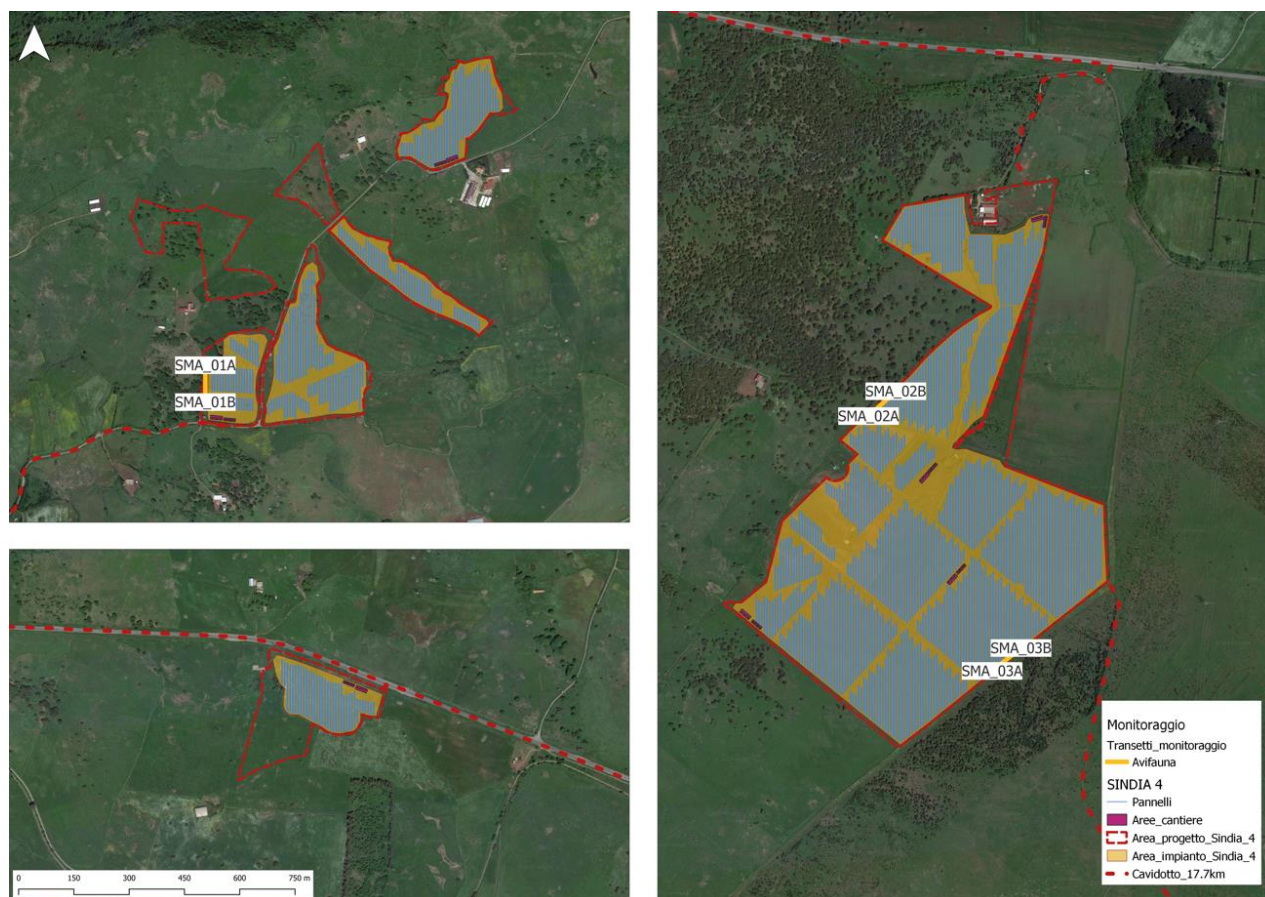 SMA_01A
SMA_01B
0 150 300 450 600 750 m
SMA_02B
SMA_02A
SMA_03B
SMA_03A
Monitoraggio
Transetti_monitoraggio
Avifauna
SINDIA 4
Pannelli
Aree_cantiere
Area_progetto_Sindia_4
Area_impianto_Sindia_4
Cavidotto_17.7km